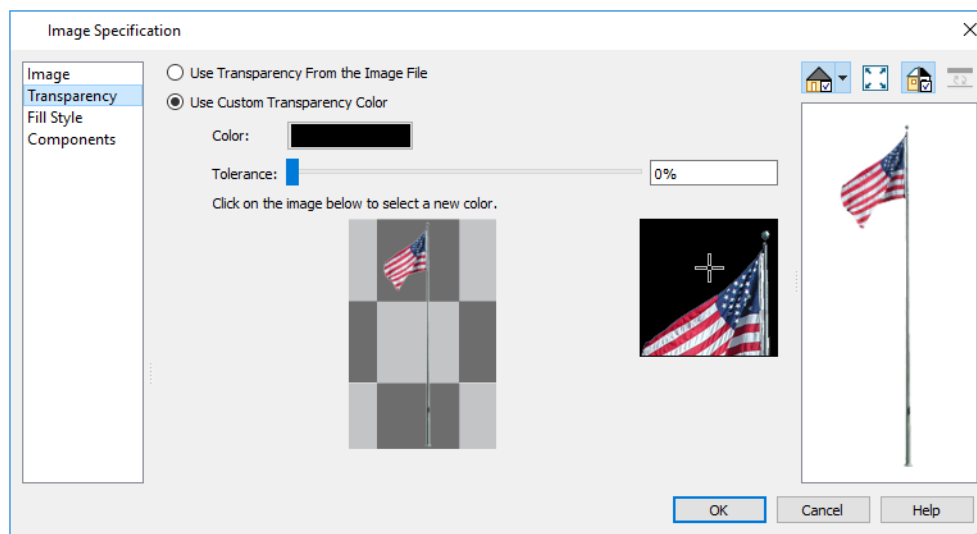 Image Specification
Image
Transparency
Fill Style
Components
Use Transparency From the Image File
Use Custom Transparency Color
Color:
Tolerance:
0%
Click on the image below to select a new color.
OK
Cancel
Help